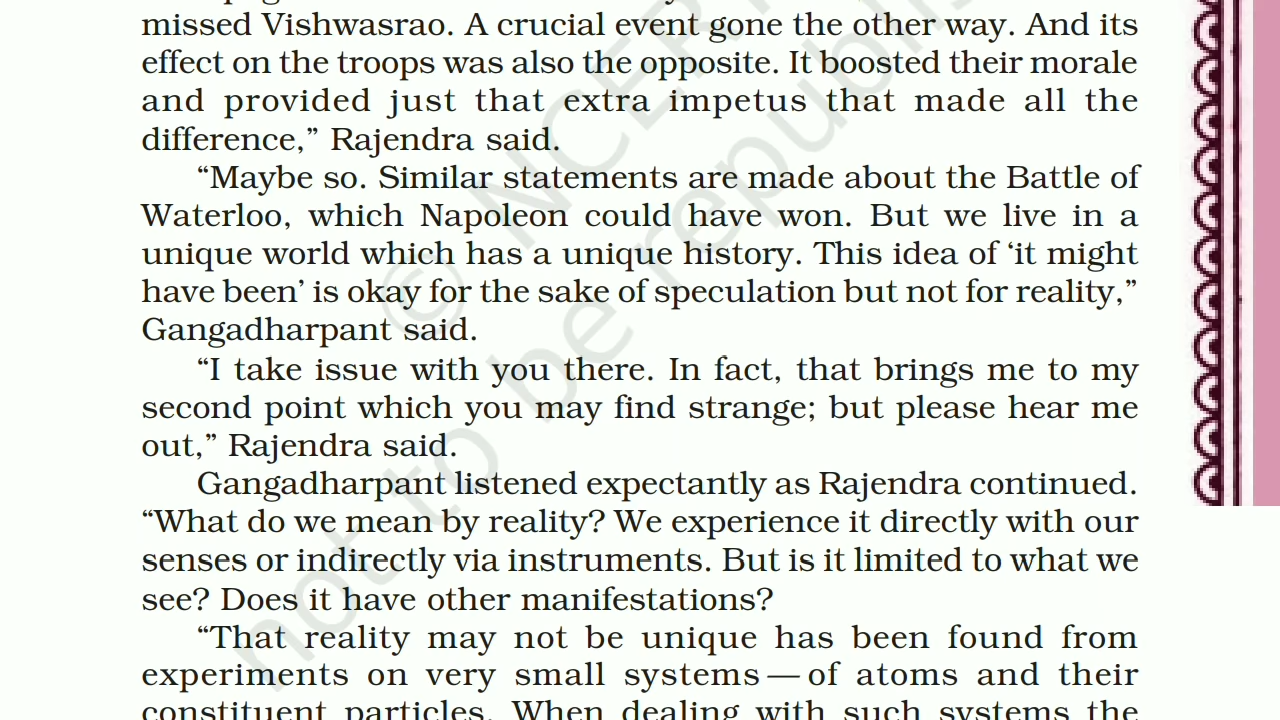 missed Vishwasrao. A crucial event gone the other way. And its
effect on the troops was also the opposite. It boosted their morale
and provided just that extra impetus that made all the
difference,” Rajendra said.
“Maybe so. Similar statements are made about the Battle of
Waterloo, which Napoleon could have won. But we live in a
unique world which has a unique history. This idea of ‘it might
have been’ is okay for the sake of speculation but not for reality,”
Gangadharpant said.
“I take issue with you there. In fact, that brings me to my
second point which you may find strange; but please hear me
out,” Rajendra said.
Gangadharpant listened expectantly as Rajendra continued.
“What do we mean by reality? We experience it directly with our
senses or indirectly via instruments. But is it limited to what we
see? Does it have other manifestations?
“That reality may not be unique has been found from
experiments on very small systems — of atoms and their
constituent particles. When dealing with such systems the
© NCER
not to be republis